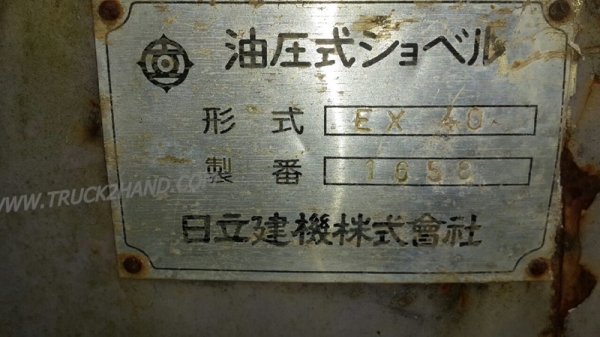 油圧式ショベル
形式 EX 40
製番 1658
WWW.TRUCK2HAND.COM
日立建機株式會社